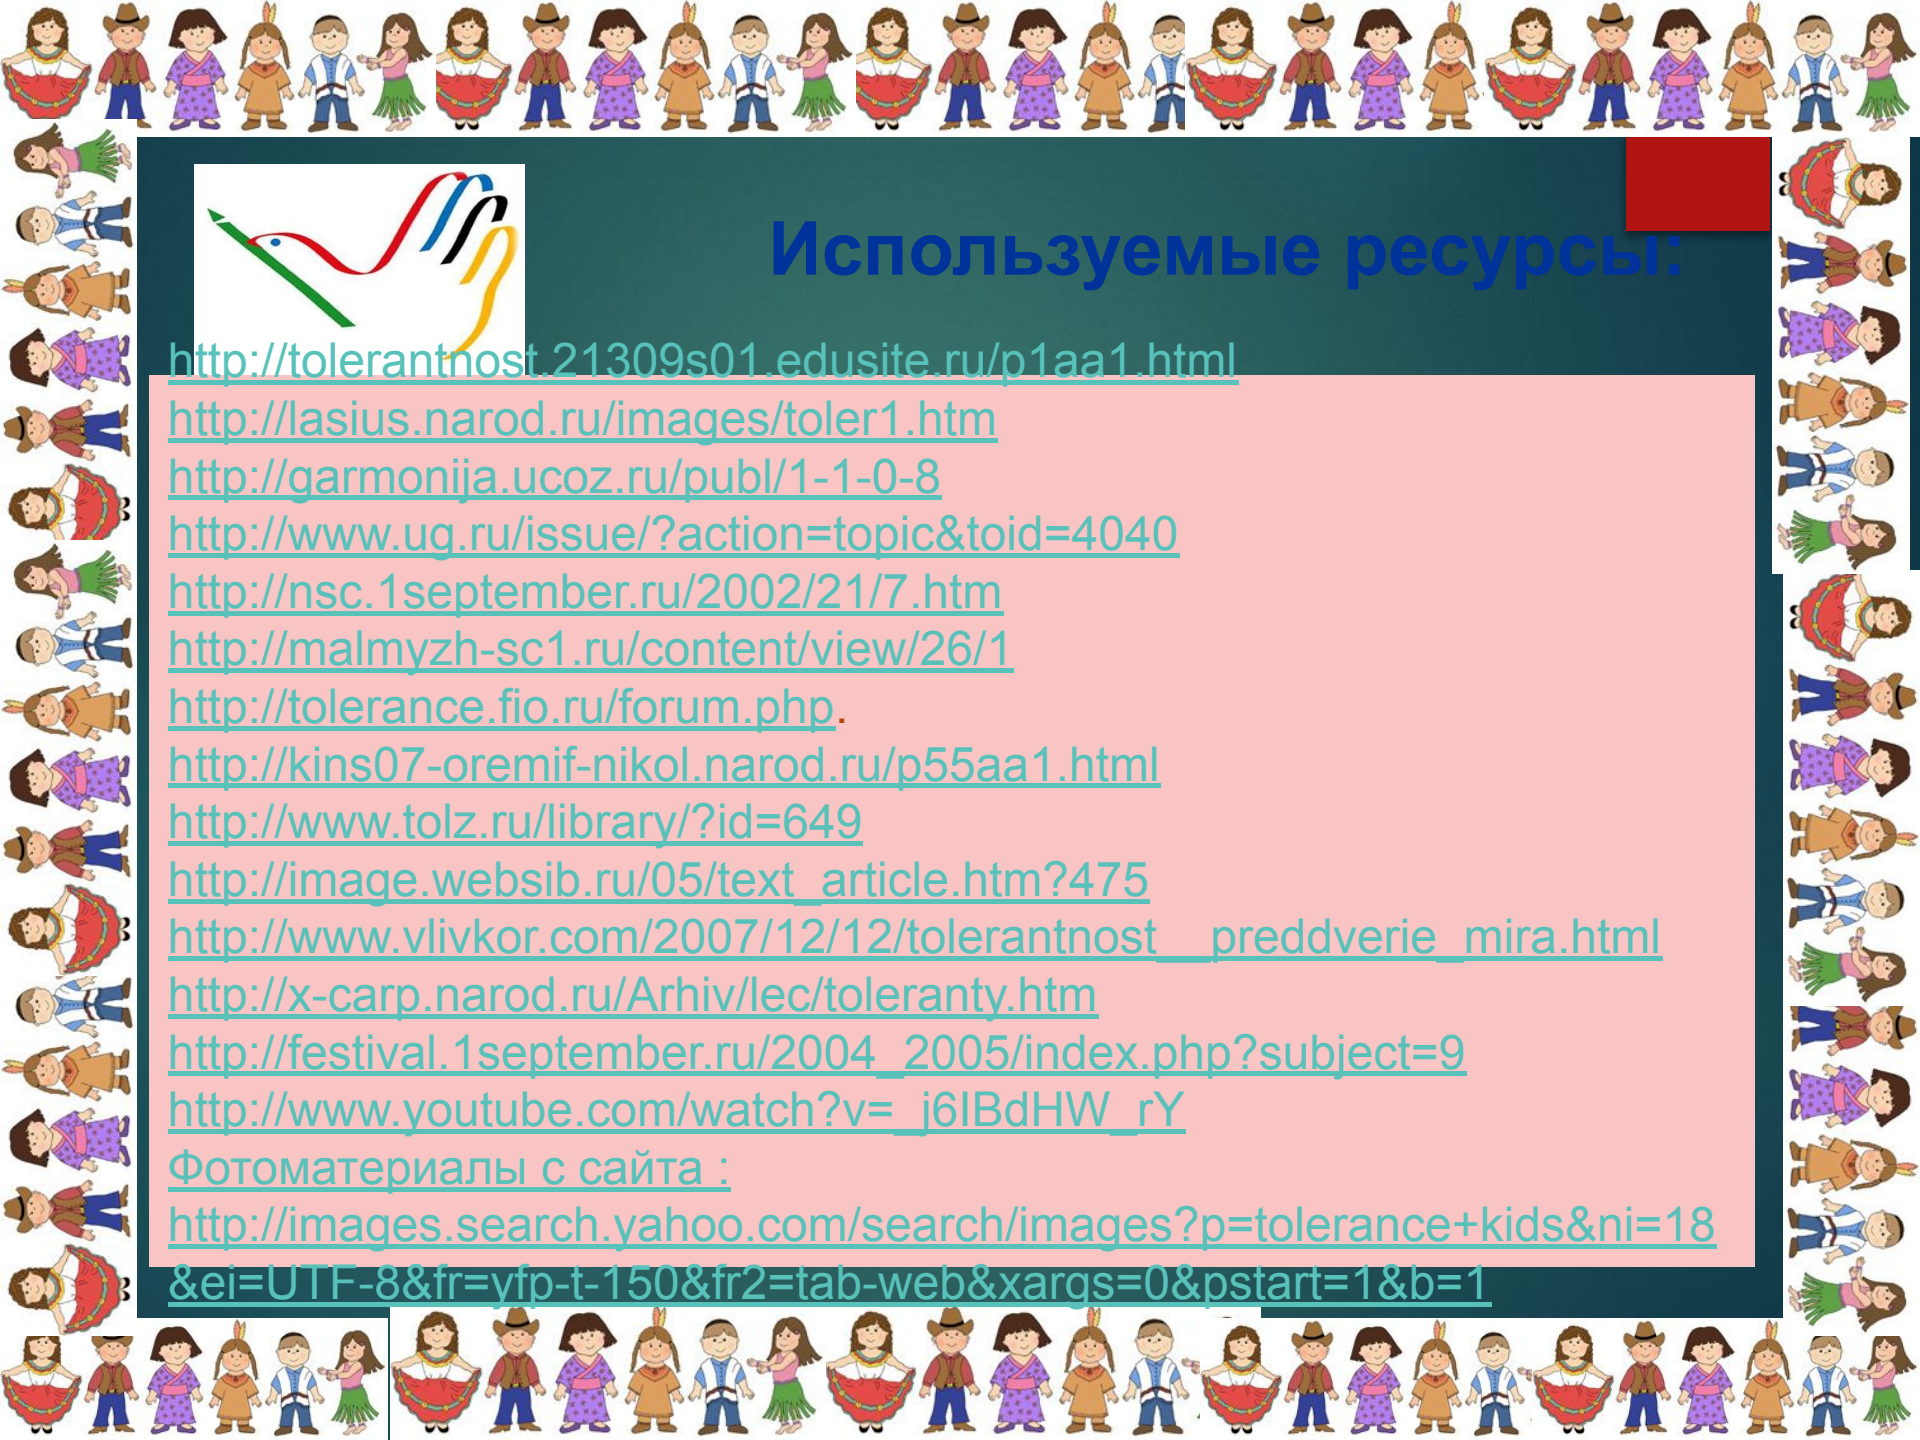 Используемые ресурсы:
http://tolerantnost.21309s01.edusite.ru/p1aa1.html
http://lasius.narod.ru/images/toler1.htm
http://garmonija.ucoz.ru/publ/1-1-0-8
http://www.ug.ru/issue/?action=topic&toid=4040
http://nsc.1september.ru/2002/21/7.htm
http://malmyzh-sc1.ru/content/view/26/1
http://tolerance.fio.ru/forum.php.
http://kins07-oremif-nikol.narod.ru/p55aa1.html
http://www.tolz.ru/library/?id=649
http://image.websib.ru/05/text_article.htm?475
http://www.vlivkor.com/2007/12/12/tolerantnost__preddverie_mira.html
http://x-carp.narod.ru/Arhiv/lec/toleranty.htm
http://festival.1september.ru/2004_2005/index.php?subject=9
http://www.youtube.com/watch?v=_j6IBdHW_rY
Фотоматериалы с сайта :
http://images.search.yahoo.com/search/images?p=tolerance+kids&ni=18
&ei=UTF-8&fr=yfp-t-150&fr2=tab-web&xargs=0&pstart=1&b=1